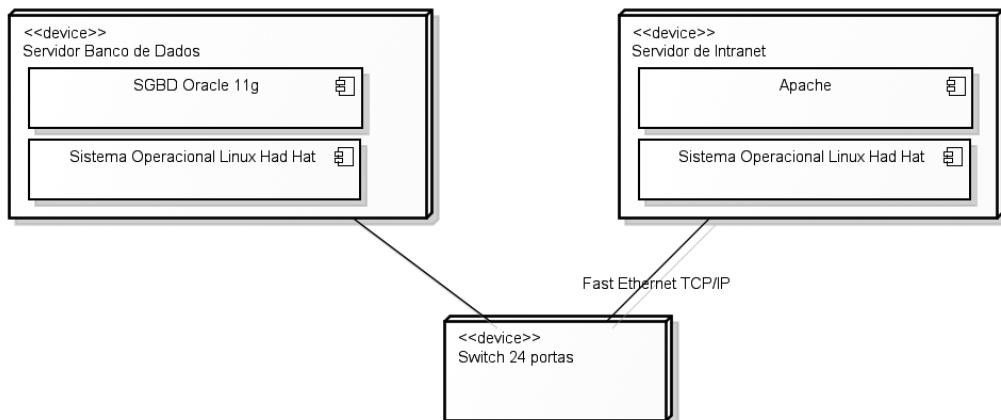 <<device>>
Servidor Banco de Dados
SGBD Oracle 11g
Sistema Operacional Linux Had Hat
<<device>>
Servidor de Intranet
Apache
Sistema Operacional Linux Had Hat
Fast Ethernet TCP/IP
<<device>>
Switch 24 portas